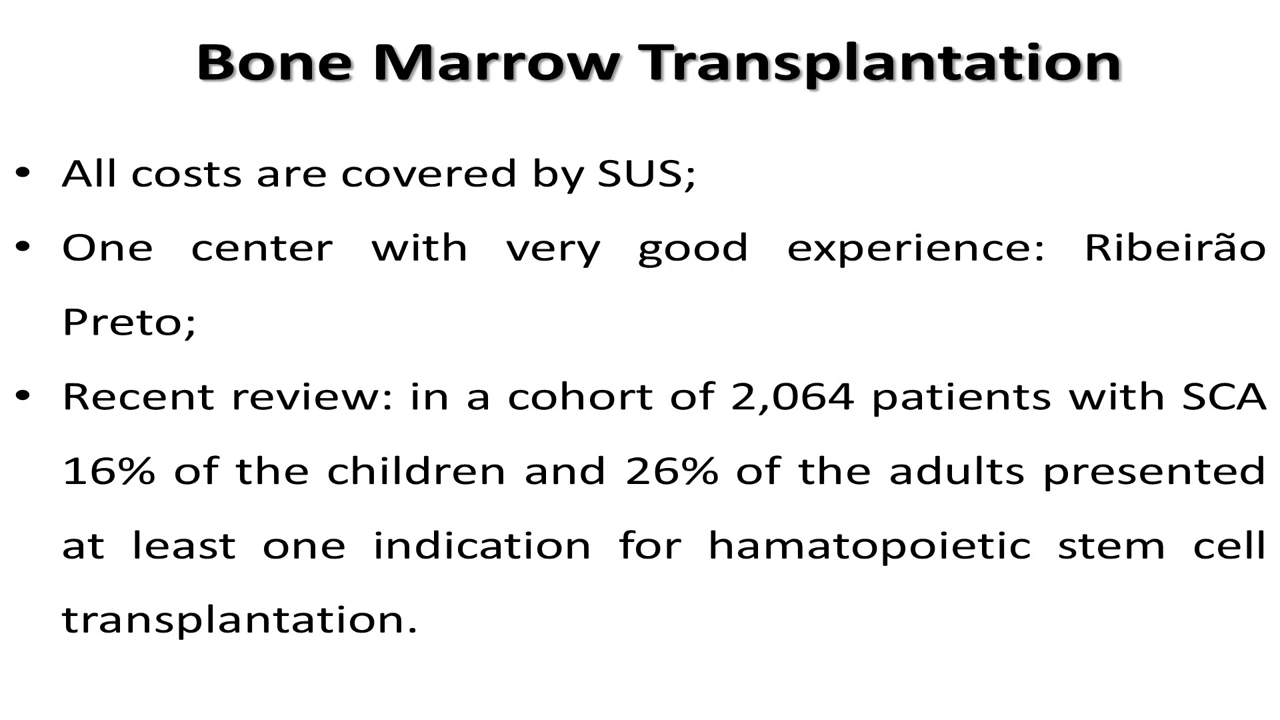 Bone Marrow Transplantation
• All costs are covered by SUS;
• One center with very good experience: Ribeirão
Preto;
• Recent review: in a cohort of 2,064 patients with SCA
16% of the children and 26% of the adults presented
at least one indication for hamatopoietic stem cell
transplantation.